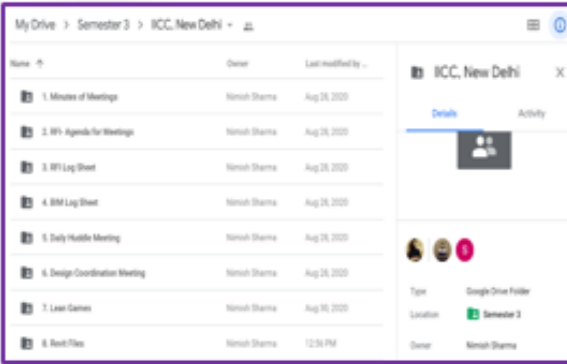 My Drive > Semester 3 > IICC, New Delhi
Name ↑ Owner Last modified by ...
1. Minutes of Meetings Nimish Sharma Aug 28, 2020
2. RFI- Agenda for Meetings Nimish Sharma Aug 28, 2020
3. RFI Log Sheet Nimish Sharma Aug 28, 2020
4. BIM Log Sheet Nimish Sharma Aug 28, 2020
5. Daily Huddle Meeting Nimish Sharma Aug 28, 2020
6. Design Coordination Meeting Nimish Sharma Aug 28, 2020
7. Lean Games Nimish Sharma Aug 30, 2020
8. Revit Files Nimish Sharma 12:56 PM
IICC, New Delhi X
Details Activity
S
Type Google Drive Folder
Location Semester 3
Owner Nimish Sharma